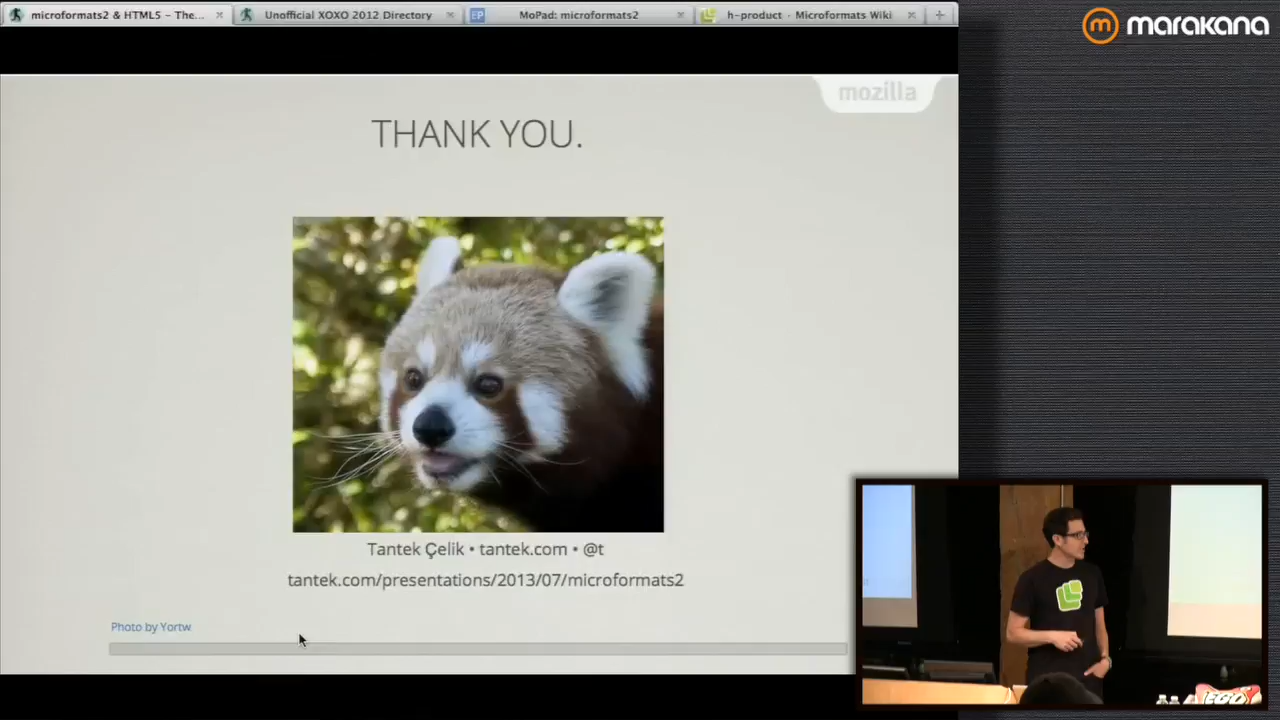 microformats2 & HTML5 - The...
Unofficial XOXO 2012 Directory
EP MoPad: microformats2
h-product - Microformats Wiki
marakana
mozilla
THANK YOU.
Tantek Çelik • tantek.com • @t
tantek.com/presentations/2013/07/microformats2
Photo by Yortw